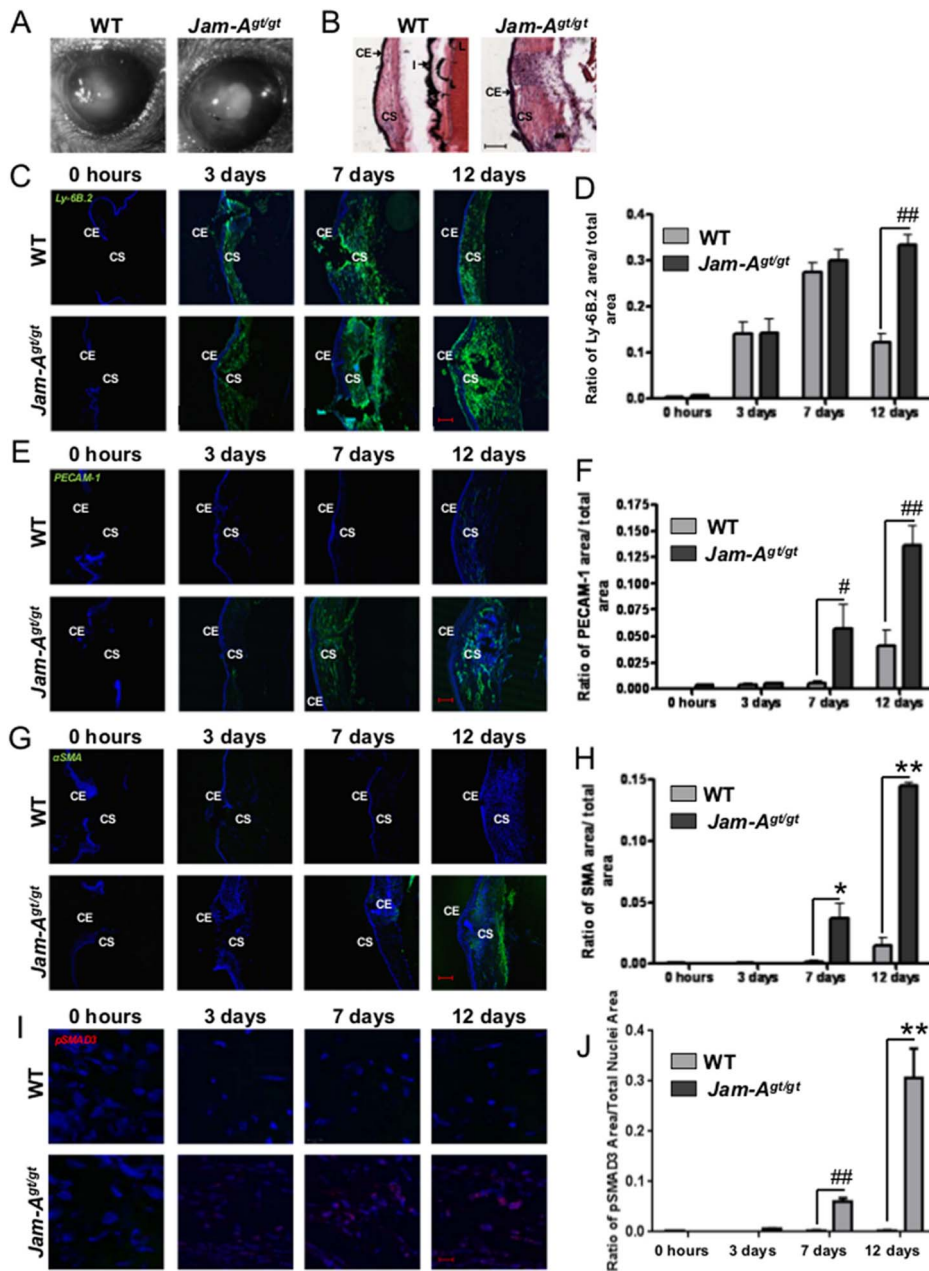 A
WT
Jam-Agt/gt
B
WT
Jam-Agt/gt
CE
I
L
CS
CE
CS
C
0 hours
3 days
7 days
12 days
WT
Ly-6B.2
CE
CS
CE
CS
CE
CS
CE
CS
Jam-Agt/gt
CE
CS
CE
CS
CE
CS
CE
CS
D
Ratio of Ly-6B.2 area/ total
area
0.4
0.3
0.2
0.1
0.0
WT
Jam-Agt/gt
##
0 hours
3 days
7 days
12 days
E
0 hours
3 days
7 days
12 days
WT
PECAM-1
CE
CS
CE
CS
CE
CS
CE
CS
Jam-Agt/gt
CE
CS
CE
CS
CS
CE
CE
CS
F
Ratio of PECAM-1 area/ total
area
0.175
0.150
0.125
0.100
0.075
0.050
0.025
0.000
WT
Jam-Agt/gt
#
##
0 hours
3 days
7 days
12 days
G
0 hours
3 days
7 days
12 days
WT
αSMA
CE
CS
CE
CS
CE
CS
CE
CS
Jam-Agt/gt
CE
CS
CE
CS
CE
CS
CE
CS
H
Ratio of SMA area/ total
area
0.15
0.10
0.05
0.00
WT
Jam-Agt/gt
*
**
0 hours
3 days
7 days
12 days
I
0 hours
3 days
7 days
12 days
WT
pSMAD3
Jam-Agt/gt
J
Ratio of pSMAD3 Area/Total Nuclei Area
0.4
0.3
0.2
0.1
0.0
WT
Jam-Agt/gt
##
**
0 hours
3 days
7 days
12 days